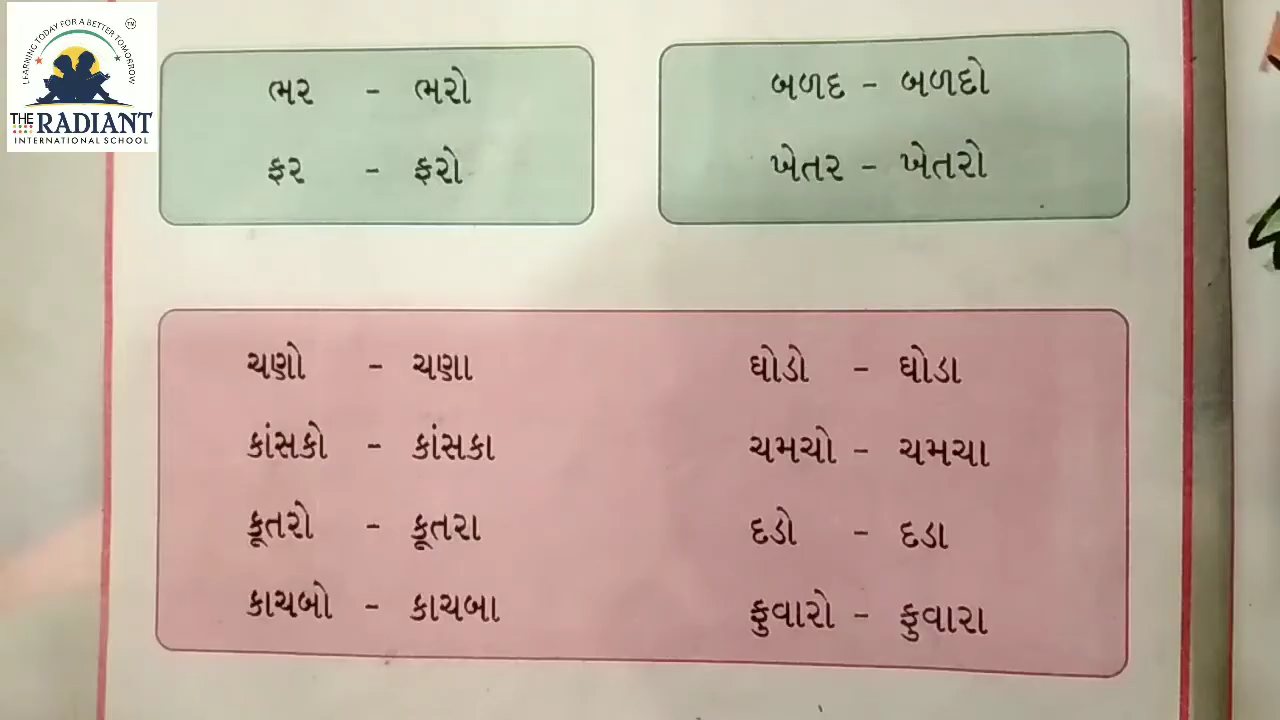 LEARNING TODAY FOR A BETTER TOMORROW
TM
THE RADIANT
INTERNATIONAL SCHOOL
ભર - ભરો
ફર - ફરો
બળદ - બળદો
ખેતર - ખેતરો
ચણો - ચણા
કાંસકો - કાંસકા
કૂતરો - કૂતરા
કાચબો - કાચબા
ઘોડો - ઘોડા
ચમચો - ચમચા
દડો - દડા
ફુવારો - ફુવારા